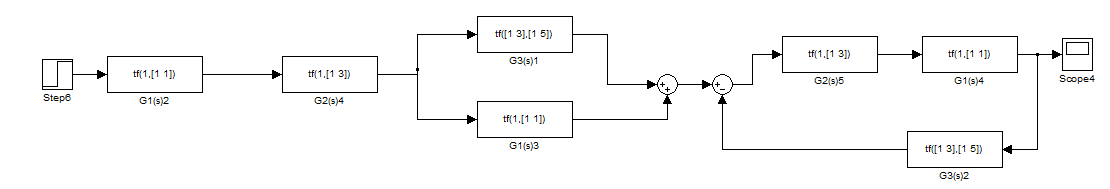 Step6
tf(1,[1 1])
G1(s)2
tf(1,[1 3])
G2(s)4
tf([1 3],[1 5])
G3(s)1
tf(1,[1 1])
G1(s)3
tf(1,[1 3])
G2(s)5
tf(1,[1 1])
G1(s)4
Scope4
tf([1 3],[1 5])
G3(s)2